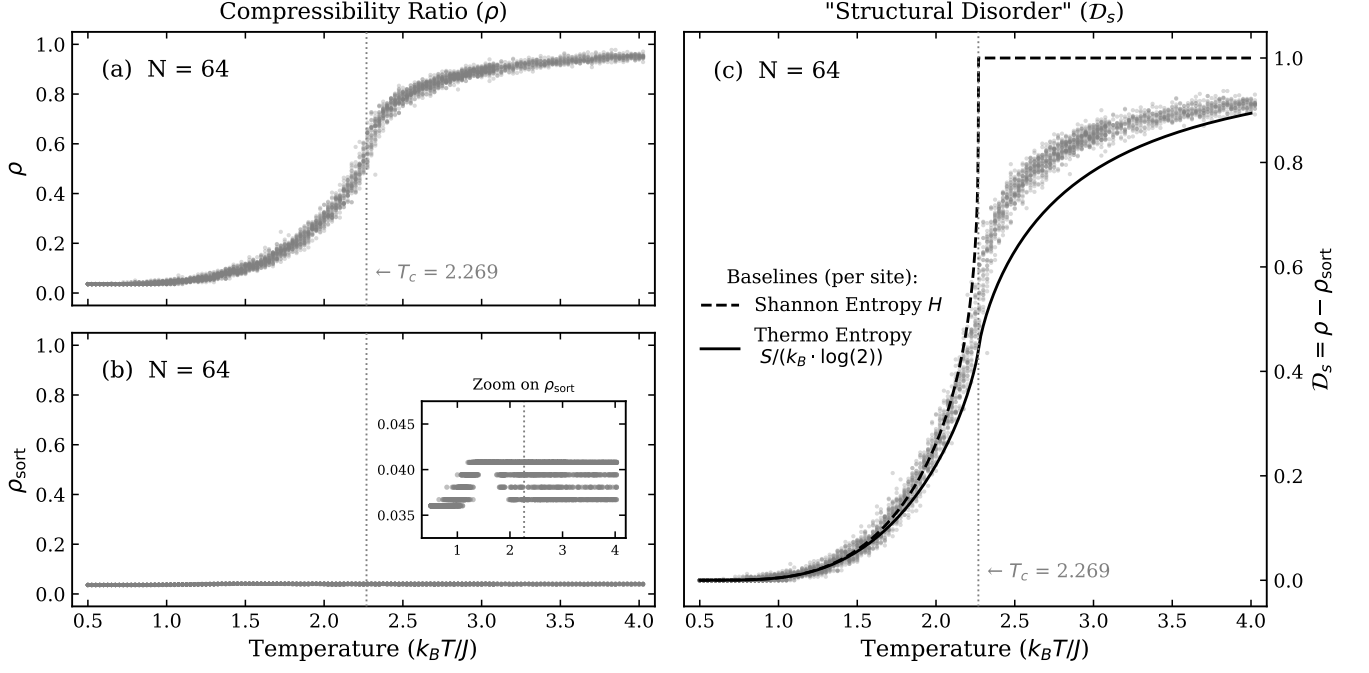 Compressibility Ratio (ρ)
(a) N = 64
1.0
0.8
0.6
0.4
0.2
0.0
ρ
← T_c = 2.269
(b) N = 64
1.0
0.8
0.6
0.4
0.2
0.0
ρ_sort
Zoom on ρ_sort
0.045
0.040
0.035
1 2 3 4
0.5 1.0 1.5 2.0 2.5 3.0 3.5 4.0
Temperature (k_BT/J)
"Structural Disorder" (𝒟_s)
(c) N = 64
Baselines (per site):
Shannon Entropy H
Thermo Entropy
S/(k_B · log(2))
← T_c = 2.269
1.0
0.8
0.6
0.4
0.2
0.0
𝒟_s = ρ − ρ_sort
0.5 1.0 1.5 2.0 2.5 3.0 3.5 4.0
Temperature (k_BT/J)